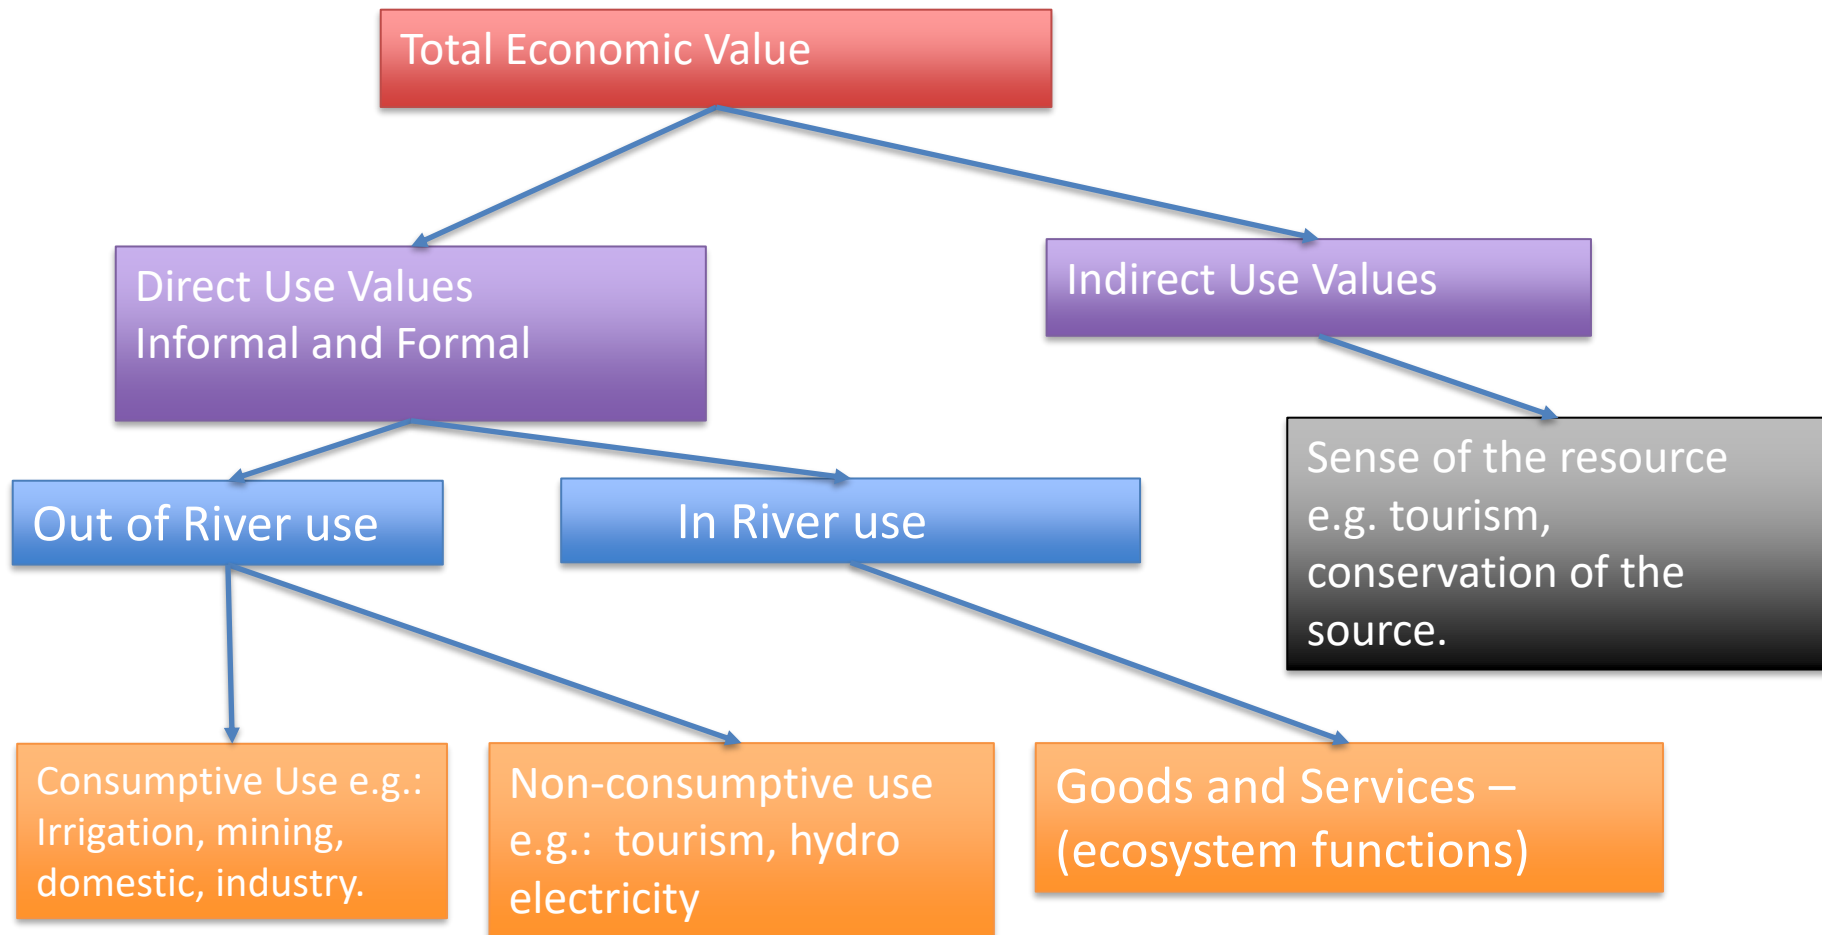 Total Economic Value
Direct Use Values
Informal and Formal
Indirect Use Values
Out of River use
In River use
Sense of the resource
e.g. tourism,
conservation of the
source.
Consumptive Use e.g.:
Irrigation, mining,
domestic, industry.
Non-consumptive use
e.g.: tourism, hydro
electricity
Goods and Services –
(ecosystem functions)